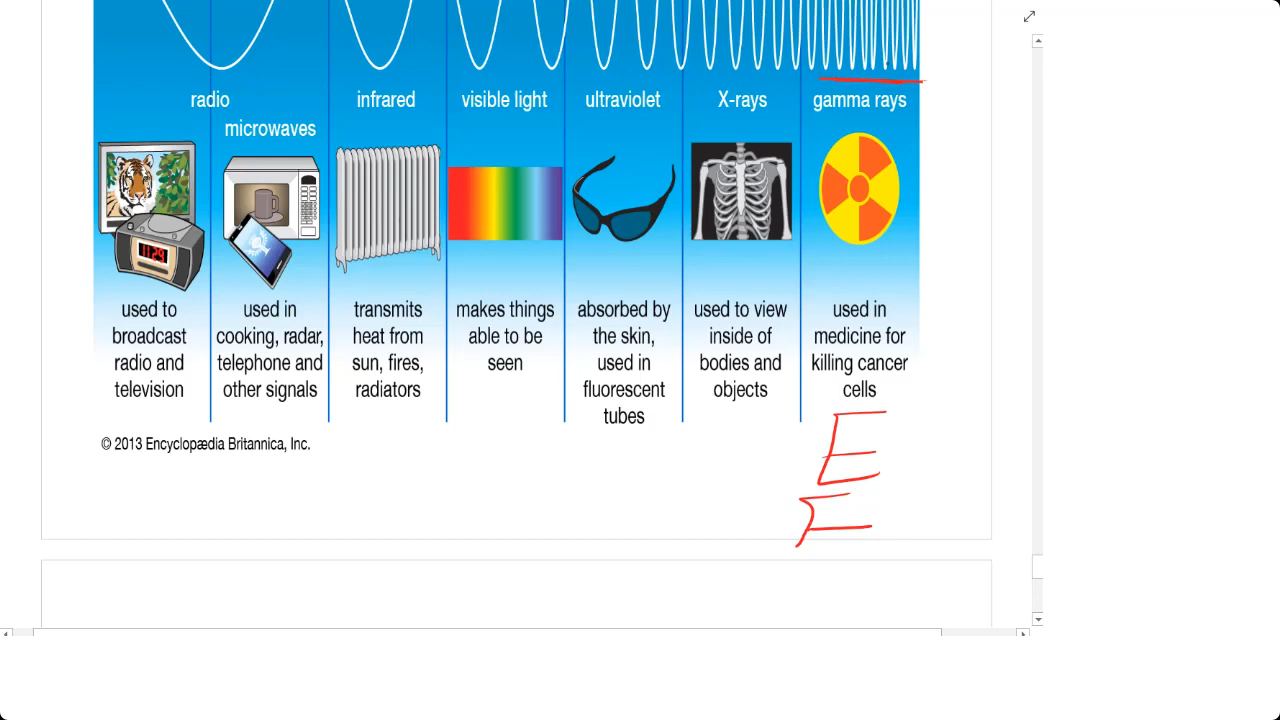 radio infrared visible light ultraviolet X-rays gamma rays
microwaves
11:29
used to
broadcast
radio and
television
used in
cooking, radar,
telephone and
other signals
transmits
heat from
sun, fires,
radiators
makes things
able to be
seen
absorbed by
the skin,
used in
fluorescent
tubes
used to view
inside of
bodies and
objects
used in
medicine for
killing cancer
cells
© 2013 Encyclopædia Britannica, Inc.
E
F